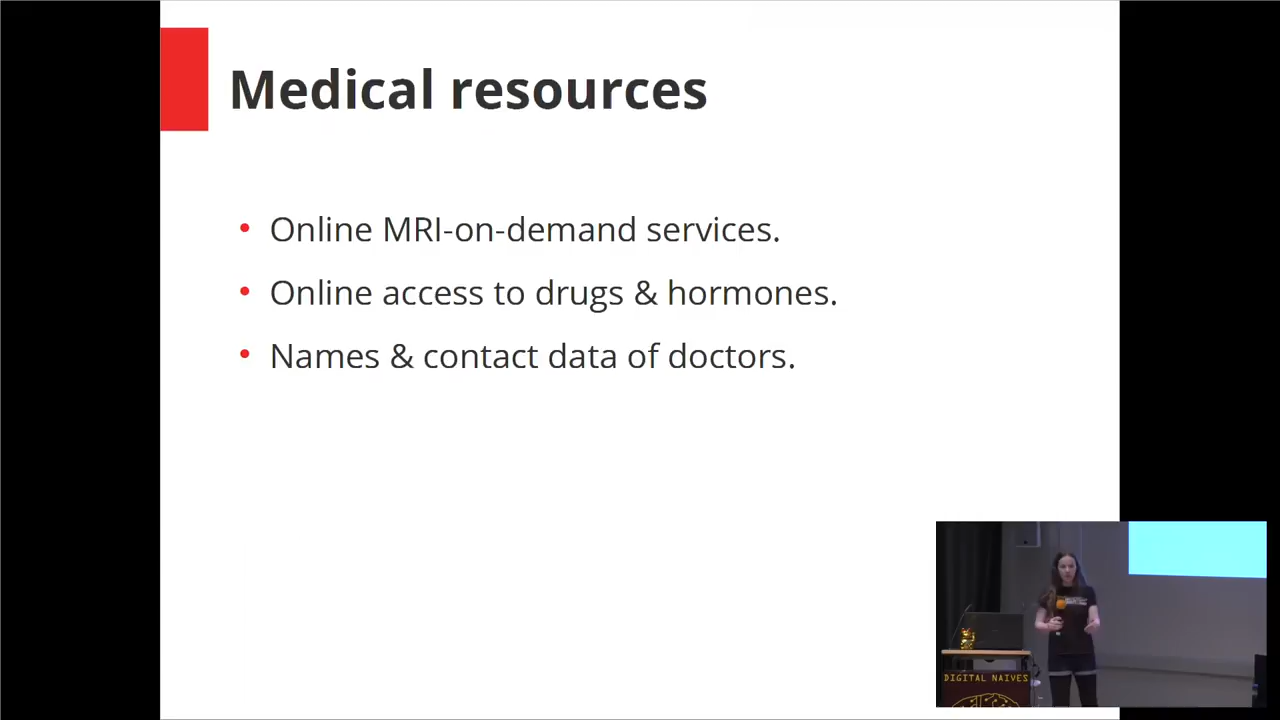 Medical resources
Online MRI-on-demand services.
Online access to drugs & hormones.
Names & contact data of doctors.
DIGITAL NAIVES